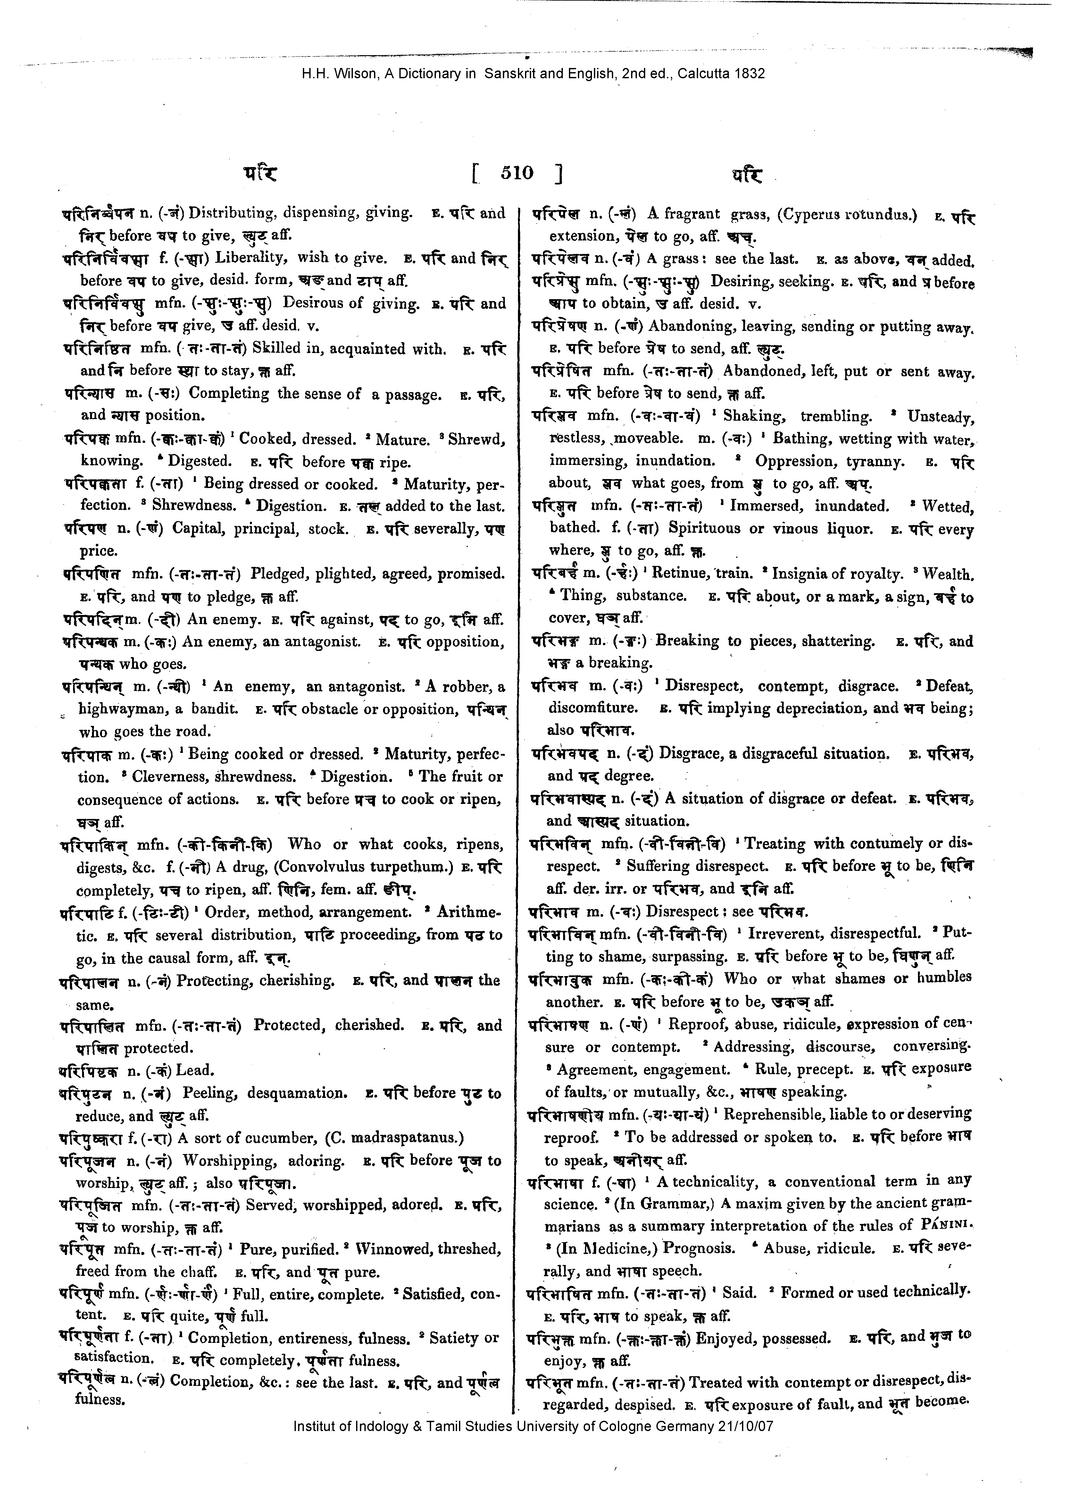 H.H. Wilson, A Dictionary in Sanskrit and English, 2nd ed., Calcutta 1832
परि [ 510 ] परि
परिनिर्व्वपन n. (-नं) Distributing, dispensing, giving. E. परि and
निर् before वप to give, ल्युट् aff.
परिनिर्विवप्सा f. (-प्सा) Liberality, wish to give. E. परि and निर्
before वप to give, desid. form, अङ् and टाप् aff.
परिनिर्विवप्सु mfn. (-प्सुः-प्सुः-प्सु) Desirous of giving. E. परि and
निर् before वप give, उ aff. desid. v.
परिनिष्ठित mfn. (-तः-ता-तं) Skilled in, acquainted with. E. परि
and नि before स्था to stay, क्त aff.
परिन्यास m. (-सः) Completing the sense of a passage. E. परि,
and न्यास position.
परिपक्व mfn. (-क्वः-क्वा-क्वं) ¹ Cooked, dressed. ² Mature. ³ Shrewd,
knowing. ⁴ Digested. E. परि before पक्व ripe.
परिपक्वता f. (-ता) ¹ Being dressed or cooked. ² Maturity, per-
fection. ³ Shrewdness. ⁴ Digestion. E. तल् added to the last.
परिपण n. (-णं) Capital, principal, stock. E. परि severally, पण
price.
परिपणित mfn. (-तः-ता-तं) Pledged, plighted, agreed, promised.
E. परि, and पण to pledge, क्त aff.
परिपदिन् m. (-दी) An enemy. E. परि against, पद to go, इनि aff.
परिपन्थक m. (-कः) An enemy, an antagonist. E. परि opposition,
पन्थक who goes.
परिपन्थिन् m. (-न्थी) ¹ An enemy, an antagonist. ² A robber, a
highwayman, a bandit. E. परि obstacle or opposition, पन्थिन्
who goes the road.
परिपाक m. (-कः) ¹ Being cooked or dressed. ² Maturity, perfec-
tion. ³ Cleverness, shrewdness. ⁴ Digestion. ⁵ The fruit or
consequence of actions. E. परि before पच to cook or ripen,
घञ् aff.
परिपाकिन् mfn. (-की-किनी-कि) Who or what cooks, ripens,
digests, &c. f. (-नी) A drug, (Convolvulus turpethum.) E. परि
completely, पच to ripen, aff. णिनि, fem. aff. ङीप्.
परिपाटि f. (-टिः-टी) ¹ Order, method, arrangement. ² Arithme-
tic. E. परि several distribution, पाटि proceeding, from पट to
go, in the causal form, aff. इन्.
परिपालन n. (-नं) Protecting, cherishing. E. परि, and पालन the
same.
परिपालित mfn. (-तः-ता-तं) Protected, cherished. E. परि, and
पालित protected.
परिपिष्टक n. (-कं) Lead.
परिपुटन n. (-नं) Peeling, desquamation. E. परि before पुट to
reduce, and ल्युट् aff.
परिपुष्करा f. (-रा) A sort of cucumber, (C. madraspatanus.)
परिपूजन n. (-नं) Worshipping, adoring. E. परि before पूज to
worship, ल्युट् aff.; also परिपूजा.
परिपूजित mfn. (-तः-ता-तं) Served, worshipped, adored. E. परि,
पूज to worship, क्त aff.
परिपूत mfn. (-तः-ता-तं) ¹ Pure, purified. ² Winnowed, threshed,
freed from the chaff. E. परि, and पूत pure.
परिपूर्ण mfn. (-र्णः-र्णा-र्णं) ¹ Full, entire, complete. ² Satisfied, con-
tent. E. परि quite, पूर्ण full.
परिपूर्णता f. (-ता) ¹ Completion, entireness, fulness. ² Satiety or
satisfaction. E. परि completely, पूर्णता fulness.
परिपूर्णत्व n. (-त्वं) Completion, &c.: see the last. E. परि, and पूर्णत्व
fulness.
परिपेल n. (-लं) A fragrant grass, (Cyperus rotundus.) E. परि
extension, पेल to go, aff. अच्.
परिपेलव n. (-वं) A grass: see the last. E. as above, वन् added.
परिप्रेप्सु mfn. (-प्सुः-प्सुः-प्सु) Desiring, seeking. E. परि, and प्र before
आप to obtain, उ aff. desid. v.
परिप्रेषण n. (-णं) Abandoning, leaving, sending or putting away.
E. परि before प्रेष to send, aff. ल्युट्.
परिप्रेषित mfn. (-तः-ता-तं) Abandoned, left, put or sent away.
E. परि before प्रेष to send, क्त aff.
परिप्लव mfn. (-वः-वा-वं) ¹ Shaking, trembling. ² Unsteady,
restless, moveable. m. (-वः) ¹ Bathing, wetting with water,
immersing, inundation. ² Oppression, tyranny. E. परि
about, प्लव what goes, from प्लु to go, aff. अप्.
परिप्लुत mfn. (-तः-ता-तं) ¹ Immersed, inundated. ² Wetted,
bathed. f. (-ता) Spirituous or vinous liquor. E. परि every
where, प्लु to go, aff. क्त.
परिबर्ह m. (-र्हः) ¹ Retinue, train. ² Insignia of royalty. ³ Wealth.
⁴ Thing, substance. E. परि about, or a mark, a sign, बर्ह to
cover, घञ् aff.
परिभङ्ग m. (-ङ्गः) Breaking to pieces, shattering. E. परि, and
भङ्ग a breaking.
परिभव m. (-वः) ¹ Disrespect, contempt, disgrace. ² Defeat,
discomfiture. E. परि implying depreciation, and भव being;
also परिभाव.
परिभवपद n. (-दं) Disgrace, a disgraceful situation. E. परिभव,
and पद degree.
परिभवास्पद n. (-दं) A situation of disgrace or defeat. E. परिभव,
and आस्पद situation.
परिभविन् mfn. (-वी-विनी-वि) ¹ Treating with contumely or dis-
respect. ² Suffering disrespect. E. परि before भू to be, णिनि
aff. der. irr. or परिभव, and इनि aff.
परिभाव m. (-वः) Disrespect: see परिभव.
परिभाविन् mfn. (-वी-विनी-वि) ¹ Irreverent, disrespectful. ² Put-
ting to shame, surpassing. E. परि before भू to be, घिणुन् aff.
परिभावुक mfn. (-कः-की-कं) Who or what shames or humbles
another. E. परि before भू to be, उकञ् aff.
परिभाषण n. (-णं) ¹ Reproof, abuse, ridicule, expression of cen-
sure or contempt. ² Addressing, discourse, conversing.
³ Agreement, engagement. ⁴ Rule, precept. E. परि exposure
of faults, or mutually, &c., भाषण speaking.
परिभाषणीय mfn. (-यः-या-यं) ¹ Reprehensible, liable to or deserving
reproof. ² To be addressed or spoken to. E. परि before भाष
to speak, अनीयर् aff.
परिभाषा f. (-षा) ¹ A technicality, a conventional term in any
science. ² (In Grammar,) A maxim given by the ancient gram-
marians as a summary interpretation of the rules of PÁNINI.
³ (In Medicine,) Prognosis. ⁴ Abuse, ridicule. E. परि seve-
rally, and भाषा speech.
परिभाषित mfn. (-तः-ता-तं) ¹ Said. ² Formed or used technically.
E. परि, भाष to speak, क्त aff.
परिभुक्त mfn. (-क्तः-क्ता-क्तं) Enjoyed, possessed. E. परि, and भुज to
enjoy, क्त aff.
परिभूत mfn. (-तः-ता-तं) Treated with contempt or disrespect, dis-
regarded, despised. E. परि exposure of fault, and भूत become.
Institut of Indology & Tamil Studies University of Cologne Germany 21/10/07